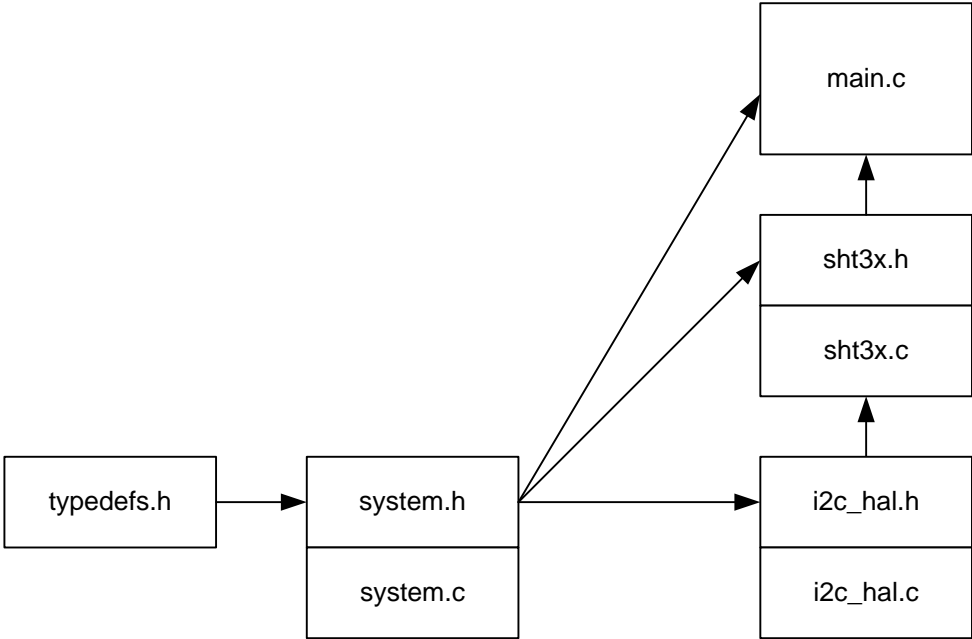 main.c
sht3x.h
sht3x.c
typedefs.h
system.h
i2c_hal.h
system.c
i2c_hal.c